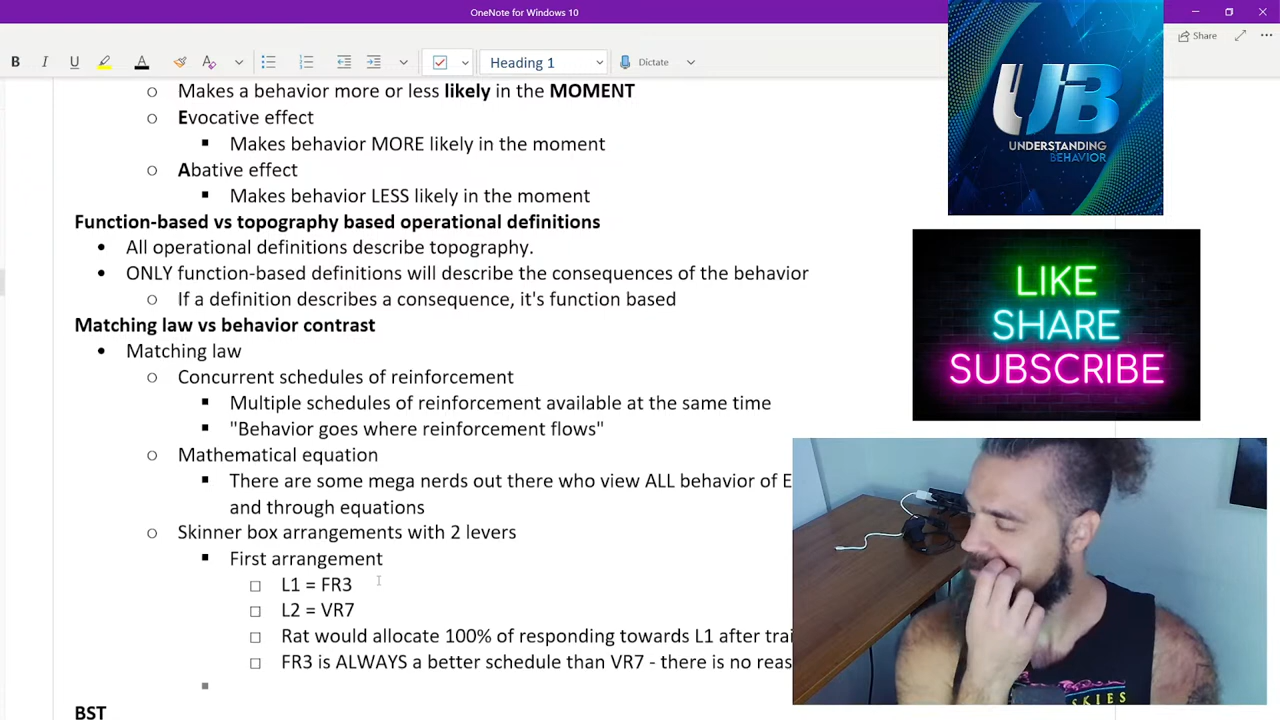 OneNote for Windows 10
Share
B I U A A Heading 1 Dictate
Makes a behavior more or less likely in the MOMENT
Evocative effect
Makes behavior MORE likely in the moment
Abative effect
Makes behavior LESS likely in the moment
Function-based vs topography based operational definitions
All operational definitions describe topography.
ONLY function-based definitions will describe the consequences of the behavior
If a definition describes a consequence, it's function based
Matching law vs behavior contrast
Matching law
Concurrent schedules of reinforcement
Multiple schedules of reinforcement available at the same time
"Behavior goes where reinforcement flows"
Mathematical equation
There are some mega nerds out there who view ALL behavior of E
and through equations
Skinner box arrangements with 2 levers
First arrangement
L1 = FR3
L2 = VR7
Rat would allocate 100% of responding towards L1 after
FR3 is ALWAYS a better schedule than VR7 - there is no
BST
UB
UNDERSTANDING
BEHAVIOR
LIKE
SHARE
SUBSCRIBE